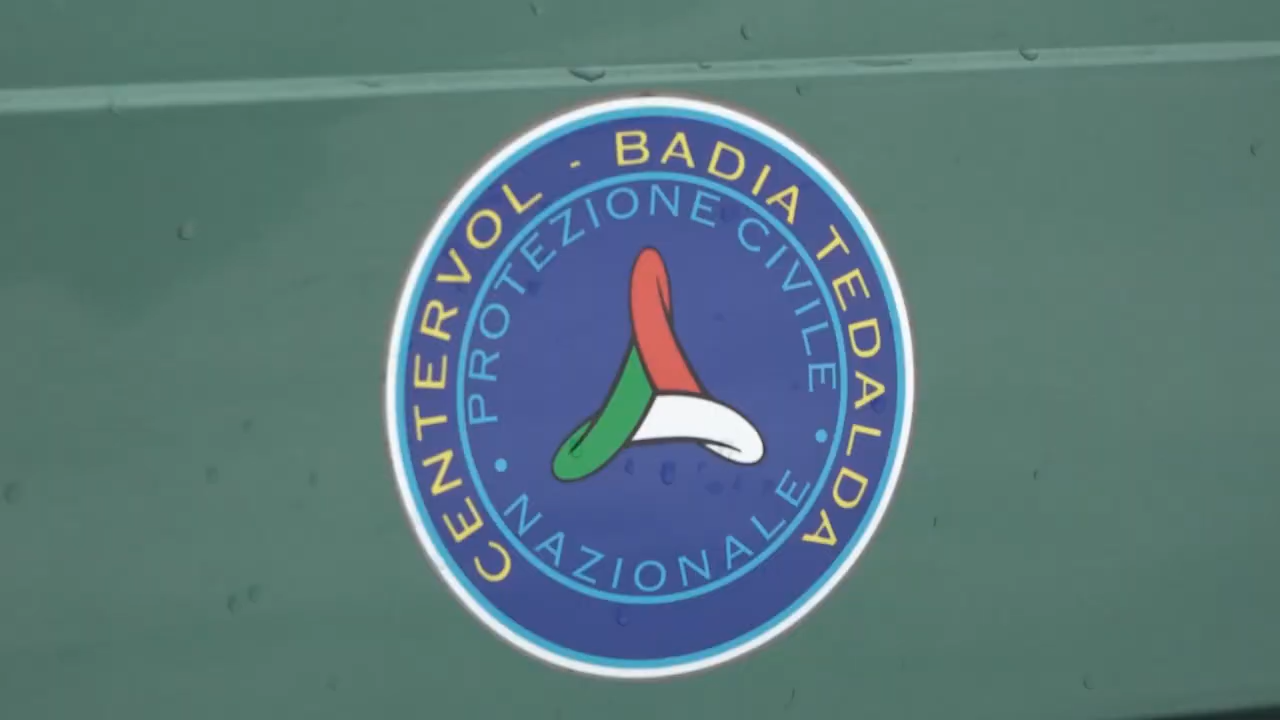 CENTERVOL - BADIA TEDALDA
PROTEZIONE CIVILE
• NAZIONALE •